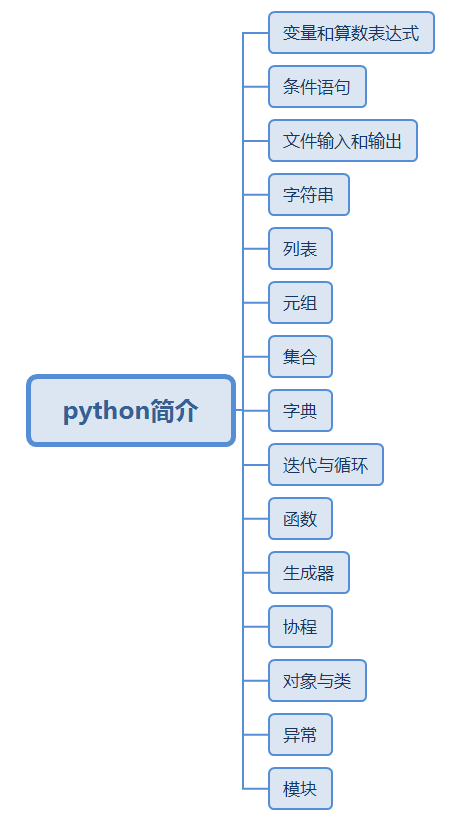 变量和算数表达式
条件语句
文件输入和输出
字符串
列表
元组
集合
python简介
字典
迭代与循环
函数
生成器
协程
对象与类
异常
模块